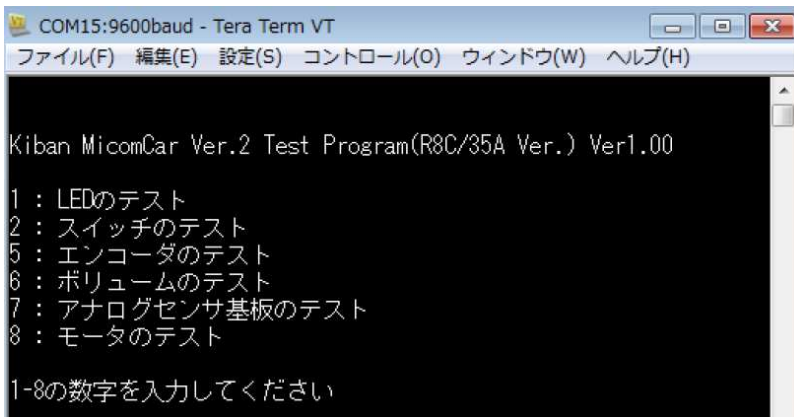 COM15:9600baud - Tera Term VT
ファイル(F) 編集(E) 設定(S) コントロール(O) ウィンドウ(W) ヘルプ(H)
Kiban MicomCar Ver.2 Test Program(R8C/35A Ver.) Ver1.00
1 : LEDのテスト
2 : スイッチのテスト
5 : エンコーダのテスト
6 : ボリュームのテスト
7 : アナログセンサ基板のテスト
8 : モータのテスト
1-8の数字を入力してください